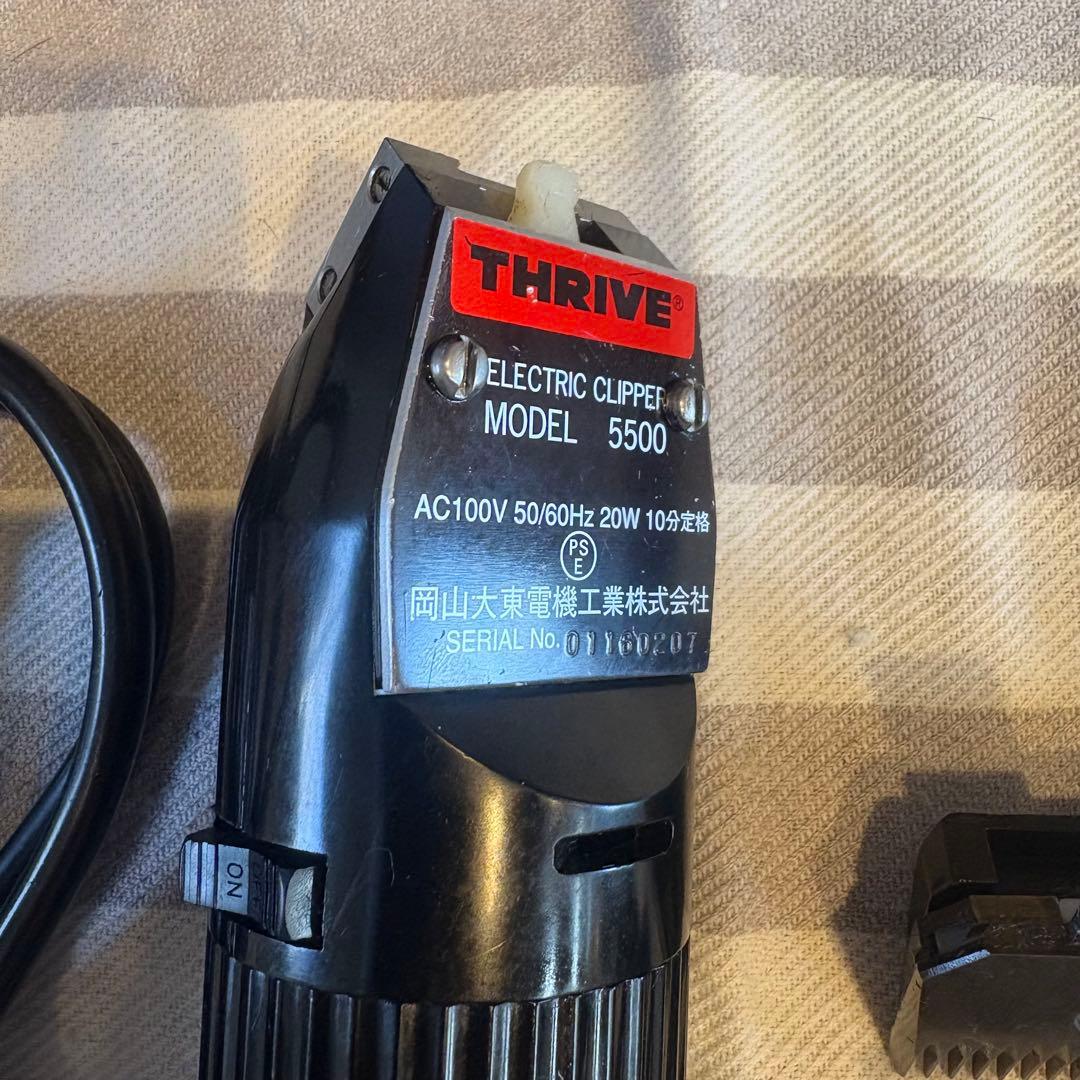 THRIVE®
ELECTRIC CLIPPER
MODEL 5500
AC100V 50/60Hz 20W 10分定格
PS
E
岡山大東電機工業株式会社
SERIAL No. 01160207
OFF
ON